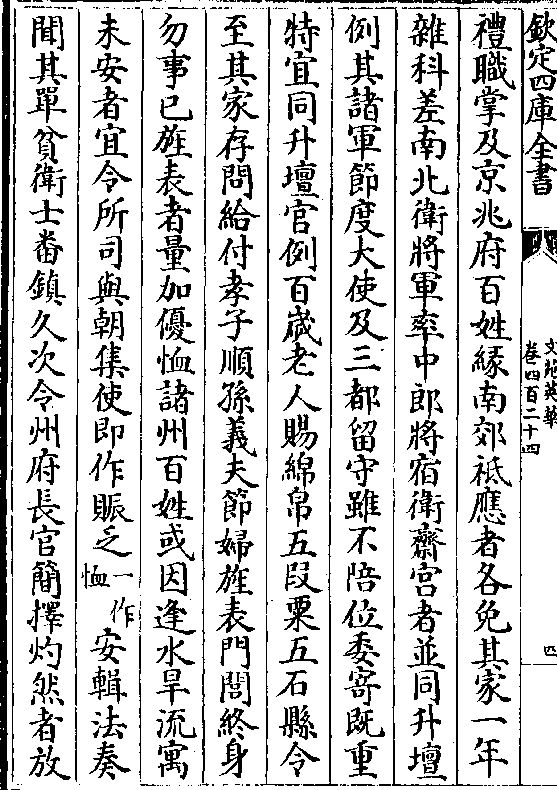 欽定四庫全書
文苑英華
卷四百二十四
四
禮職掌及京兆府百姓緣南郊祗應者各免其家一年
雜科差南北衛將軍率中郎將宿衛齋宫者並同升壇
例其諸軍節度大使及三都留守雖不陪位委寄既重
特宜同升壇官例百歲老人賜綿帛五段粟五石縣令
至其家存問給付孝子順孫義夫節婦旌表門閭終身
勿事已旌表者量加優恤諸州百姓或因逢水旱流寓
未安者宜令所司與朝集使即作賑乏一作恤安輯法奏
聞其單貧衛士畨鎮久次令州府長官簡擇灼然者放